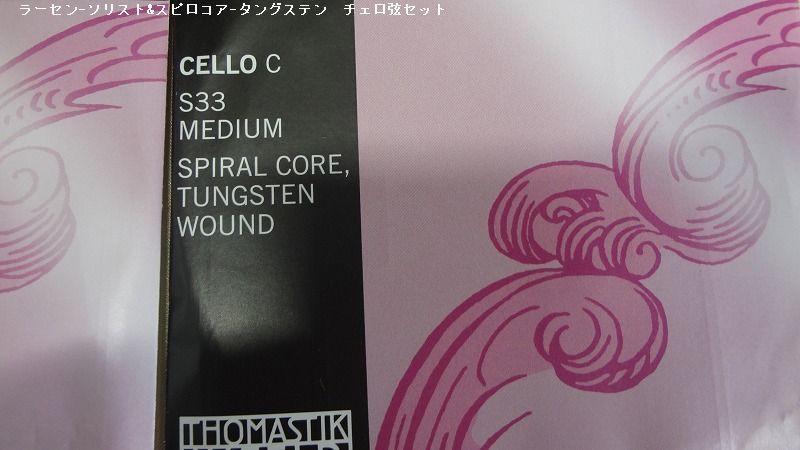 ラーセン-ソリスト&スピロコア-タングステン　チェロ弦セット
CELLO C
S33
MEDIUM
SPIRAL CORE,
TUNGSTEN
WOUND
THOMASTIK